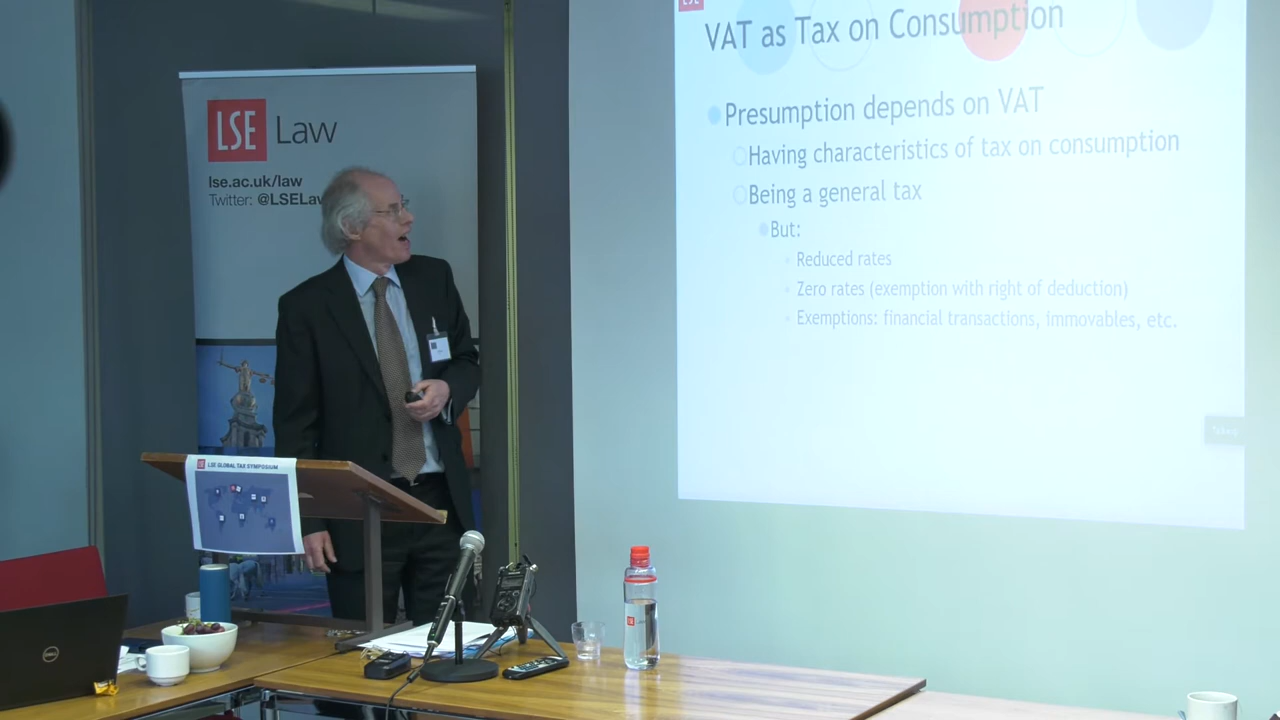 LSE Law
lse.ac.uk/law
Twitter: @LSELaw
LSE GLOBAL TAX SYMPOSIUM
DELL
LSE
VAT as Tax on Consumption
Presumption depends on VAT
Having characteristics of tax on consumption
Being a general tax
But:
Reduced rates
Zero rates (exemption with right of deduction)
Exemptions: financial transactions, immovables, etc.